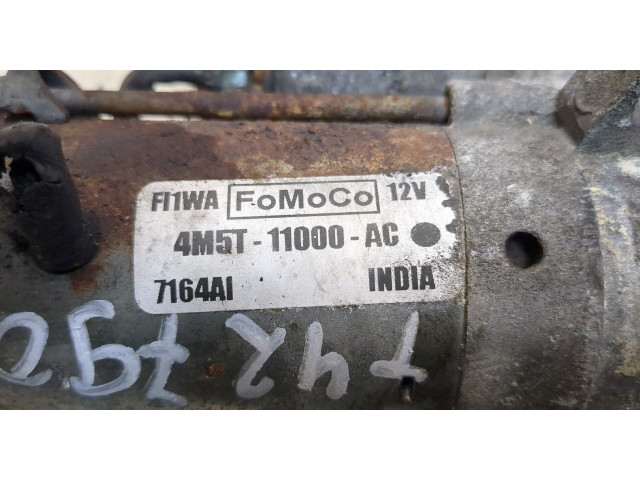 FI1WA FoMoCo 12V
4M5T-11000-AC
7164AI INDIA